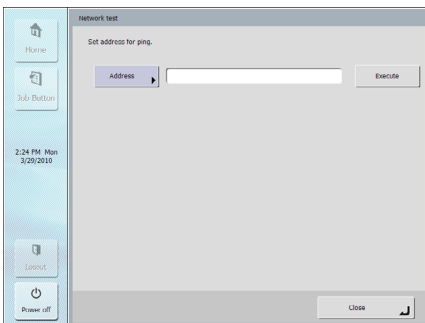 Network test
Set address for ping.
Home
Address
Execute
Job Button
2:24 PM Mon
3/29/2010
Logout
Power off
Close